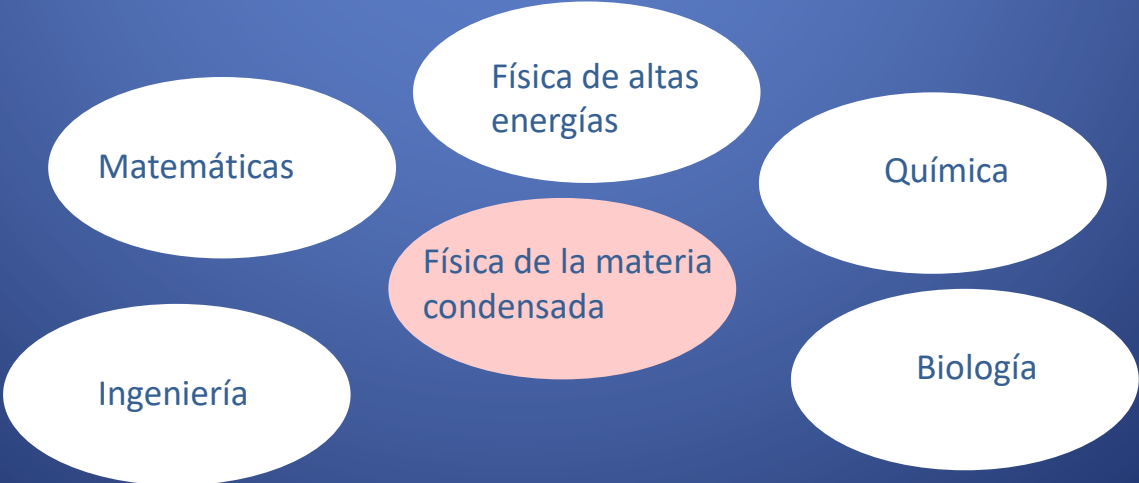 Física de altas
energías
Matemáticas
Química
Física de la materia
condensada
Ingeniería
Biología